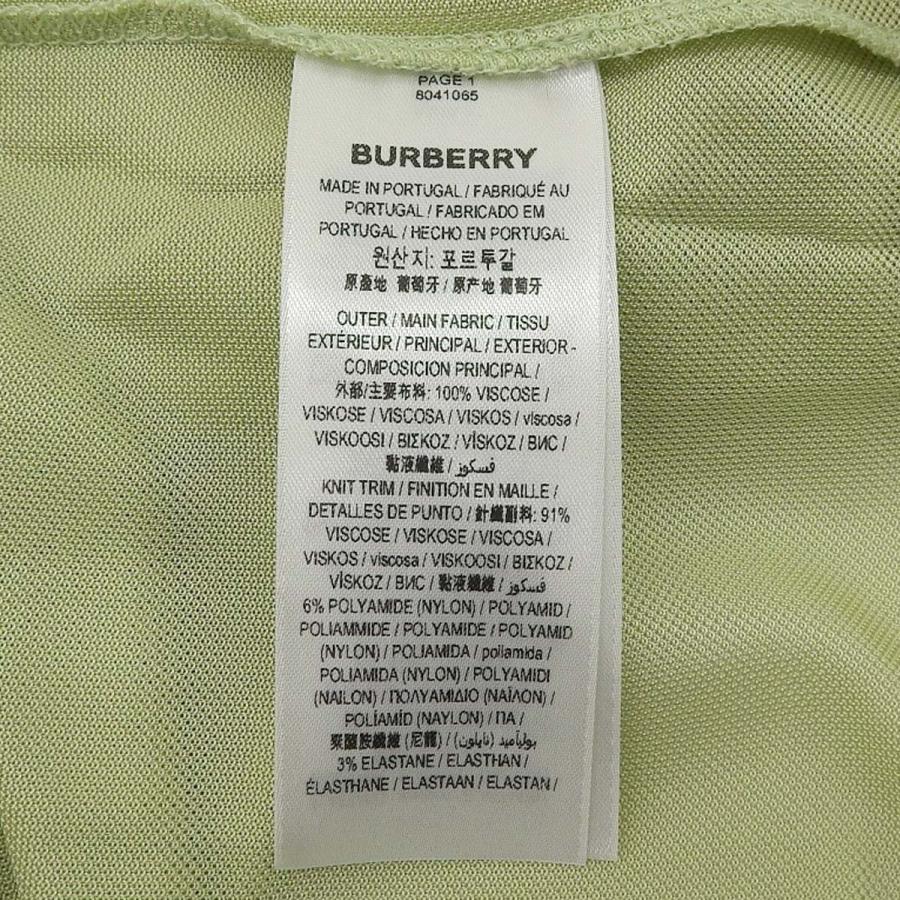 PAGE 1
8041065
BURBERRY
MADE IN PORTUGAL / FABRIQUÉ AU
PORTUGAL / FABRICADO EM
PORTUGAL / HECHO EN PORTUGAL
원산지: 포르투갈
原產地 葡萄牙 / 原产地 葡萄牙
OUTER / MAIN FABRIC / TISSU
EXTÉRIEUR / PRINCIPAL / EXTERIOR -
COMPOSICION PRINCIPAL /
外部/主要布料: 100% VISCOSE /
VISKOSE / VISCOSA / VISKOS / viscosa /
VISKOOSI / ΒΙΣΚΟΖ / VİSKOZ / ВИС /
黏液纖維 / فسكوز
KNIT TRIM / FINITION EN MAILLE /
DETALLES DE PUNTO / 針織副料: 91%
VISCOSE / VISKOSE / VISCOSA /
VISKOS / viscosa / VISKOOSI / ΒΙΣΚΟΖ /
VİSKOZ / ВИС / 黏液纖維 / فسكوز
6% POLYAMIDE (NYLON) / POLYAMID /
POLIAMMIDE / POLYAMIDE / POLYAMID
(NYLON) / POLIAMIDA / poliamida /
POLIAMIDA (NYLON) / POLYAMIDI
(NAILON) / ΠΟΛΥΑΜΙΔΙΟ (ΝΑΪΛΟΝ) /
POLİAMİD (NAYLON) / ПА /
聚醯胺纖維 (尼龍) / بوليأميد (نايلون) /
3% ELASTANE / ELASTHAN /
ÉLASTHANE / ELASTAAN / ELASTAN /